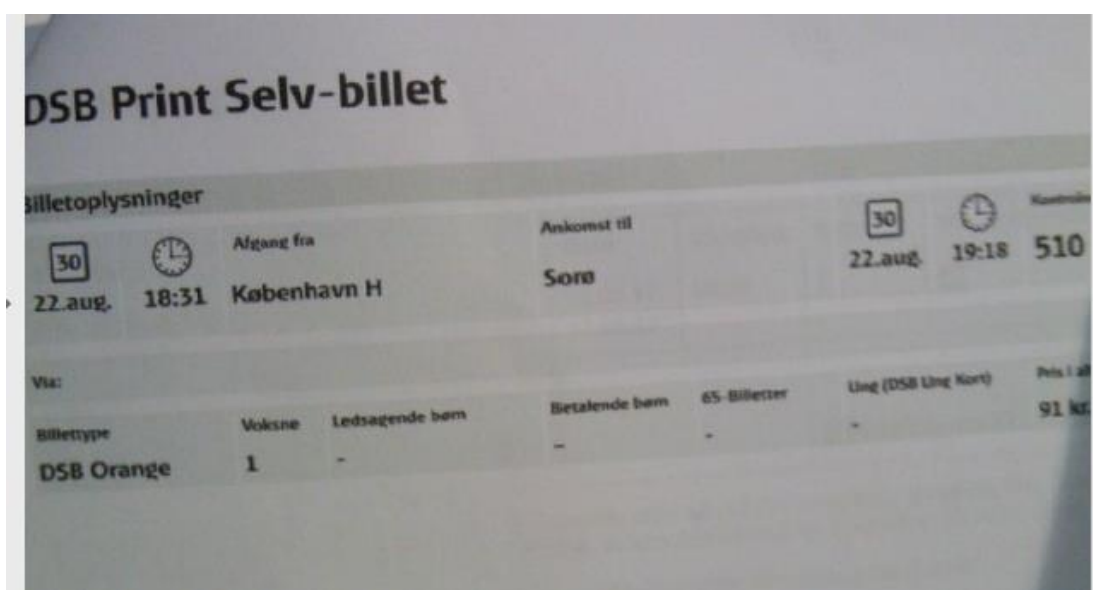 DSB Print Selv-billet
Billetoplysninger
30
22.aug.
18:31
Afgang fra
København H
Ankomst til
Sorø
30
22.aug.
19:18
510
Via:
Billettype
DSB Orange
Voksne
1
Ledsagende børn
-
Betalende børn
-
65-Billetter
-
Ung (DSB Ung Kort)
-
Pris i alt
91 kr.